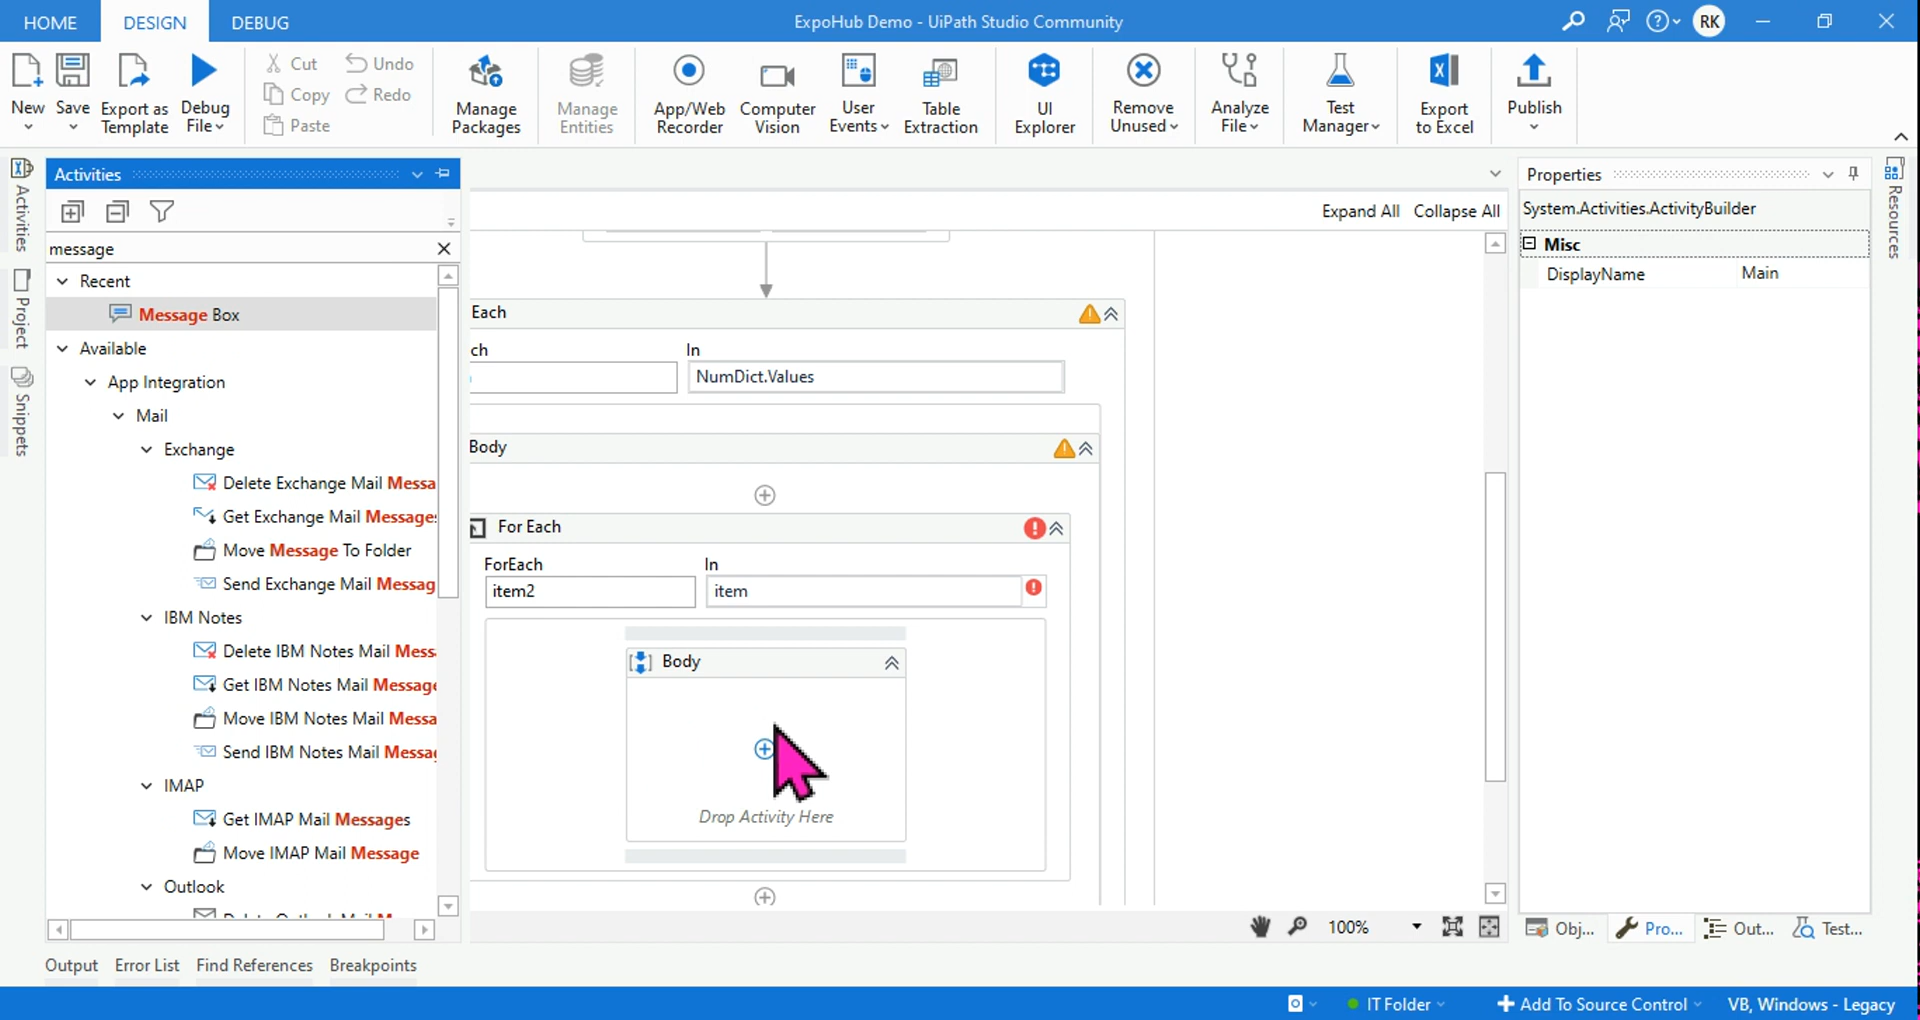 HOME DESIGN DEBUG ExpoHub Demo - UiPath Studio Community RK
New Save Export as Template Debug File Cut Copy Paste Undo Redo Manage Packages Manage Entities App/Web Recorder Computer Vision User Events Table Extraction UI Explorer Remove Unused Analyze File Test Manager Export to Excel Publish
Activities
Project
Snippets
Activities
message
Recent
Message Box
Available
App Integration
Mail
Exchange
Delete Exchange Mail Messa
Get Exchange Mail Message
Move Message To Folder
Send Exchange Mail Messag
IBM Notes
Delete IBM Notes Mail Mess
Get IBM Notes Mail Message
Move IBM Notes Mail Messa
Send IBM Notes Mail Messa
IMAP
Get IMAP Mail Messages
Move IMAP Mail Message
Outlook
Expand All Collapse All
Each
ch In
NumDict.Values
Body
For Each
ForEach In
item2 item
Body
Drop Activity Here
100%
Properties
System.Activities.ActivityBuilder
Misc
DisplayName Main
Resources
Obj... Pro... Out... Test...
Output Error List Find References Breakpoints
IT Folder Add To Source Control VB, Windows - Legacy